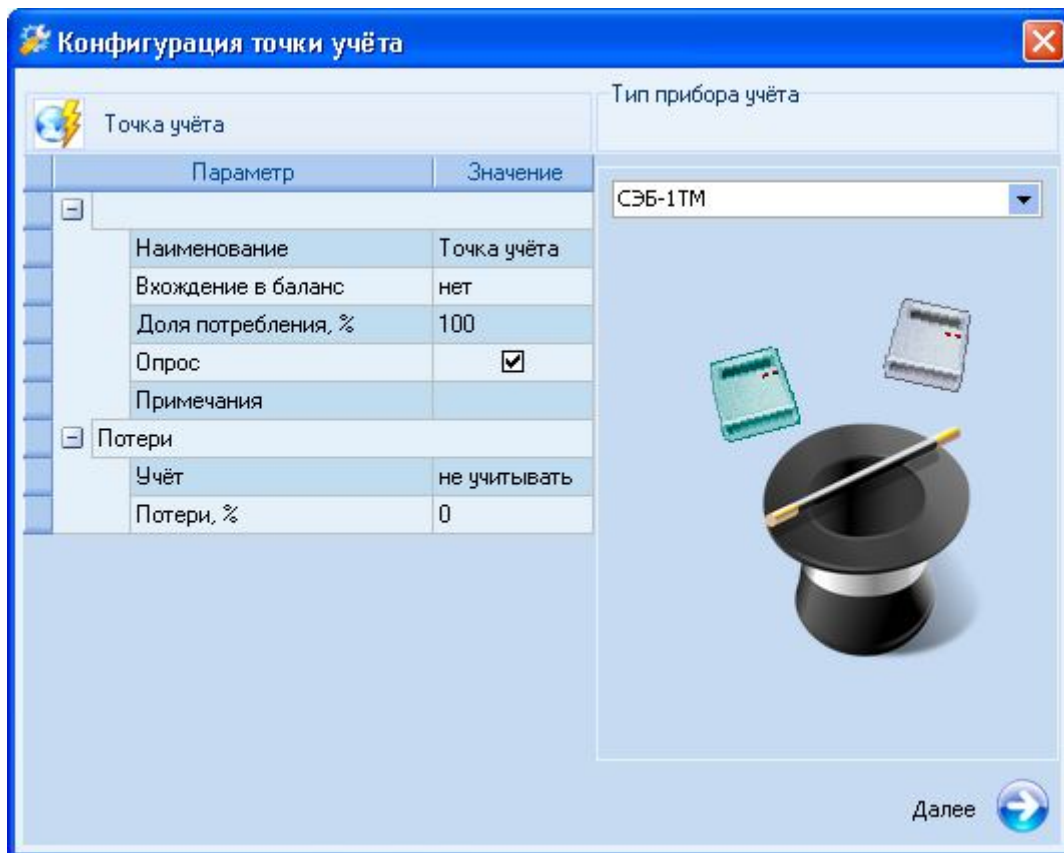 Конфигурация точки учёта
Точка учёта
Параметр Значение
Наименование Точка учёта
Вхождение в баланс нет
Доля потребления, % 100
Опрос
Примечания
Потери
Учёт не учитывать
Потери, % 0
Тип прибора учёта
СЭБ-1ТМ
Далее